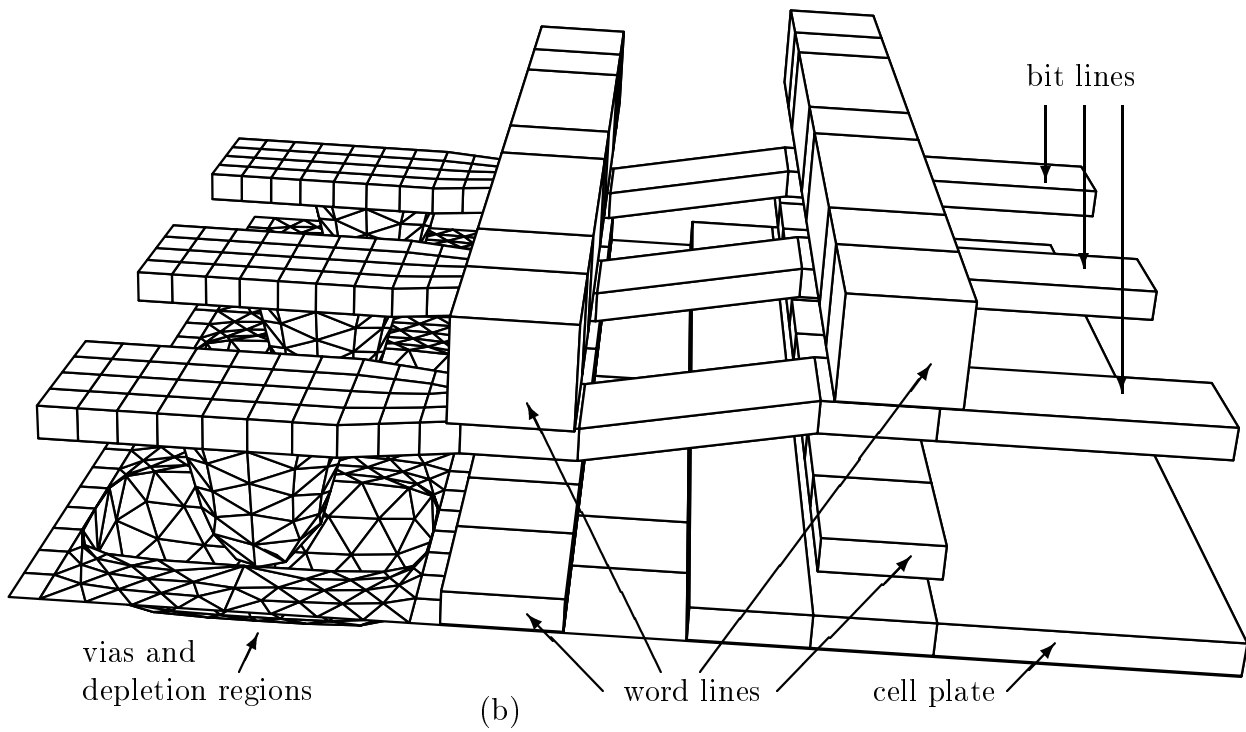 bit lines
vias and
depletion regions
word lines
cell plate
(b)